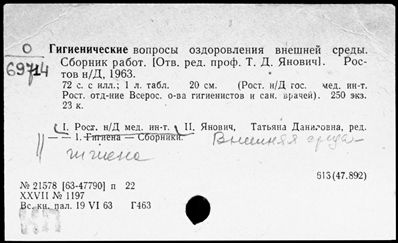 О
69714
Гигиенические вопросы оздоровления внешней среды.
Сборник работ. [Отв. ред. проф. Т. Д. Янович]. Рос-
тов н/Д, 1963.
72 с. с илл.; 1 л. табл. 20 см. (Рост. н/Д гос. мед. ин-т.
Рост. отд-ние Всерос. о-ва гигиенистов и сан. врачей). 250 экз.
23 к.
I. Рост. н/Д мед. ин-т. II. Янович, Татьяна Даниловна, ред.
— 1. Гигиена — Сборники. Внешняя среда —
гигиена
613(47.892)
№ 21578 [63-47790] п 22
XXVII № 1197
Вс. кн. пал. 19 VI 63 Г463
КП